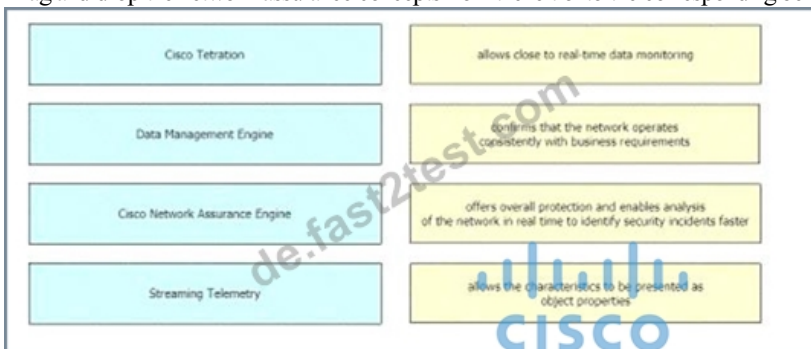 Cisco Tetration
allows close to real-time data monitoring
Data Management Engine
confirms that the network operates
consistently with business requirements
Cisco Network Assurance Engine
offers overall protection and enables analysis
of the network in real time to identify security incidents faster
Streaming Telemetry
allows the characteristics to be presented as
object properties
de.fast2test.com
CISCO